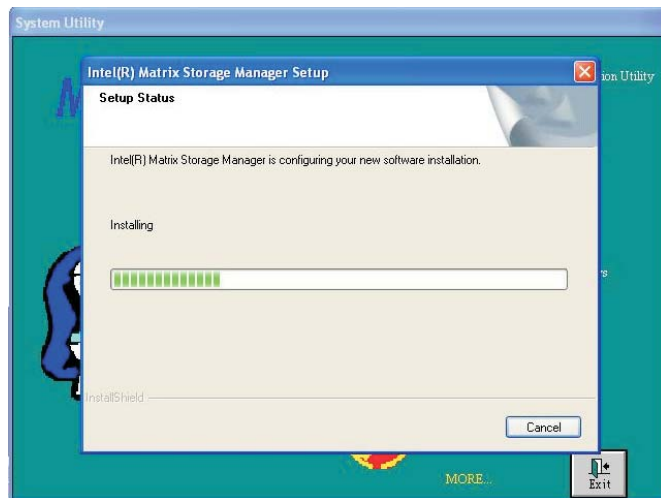 System Utility
Intel(R) Matrix Storage Manager Setup
ion Utility
Setup Status
Intel(R) Matrix Storage Manager is configuring your new software installation.
Installing
rs
InstallShield
Cancel
MORE...
Exit